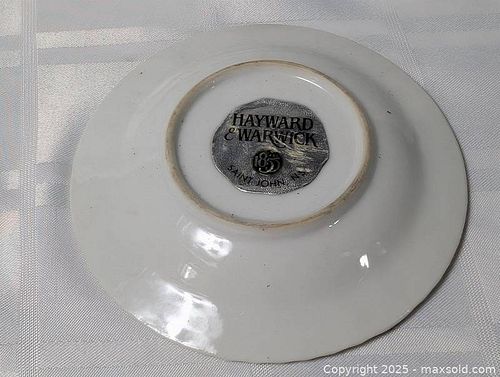 HAYWARD
& WARWICK
1855
SAINT JOHN, N.B.
Copyright © 2025 - maxsold.com